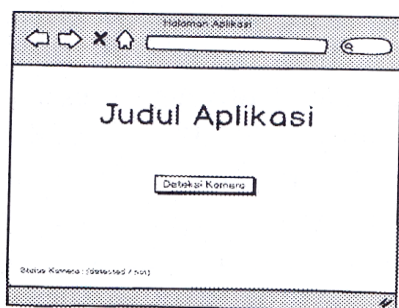 Halaman Aplikasi
Judul Aplikasi
Deteksi Kamera
Status Kamera : (detected / not)